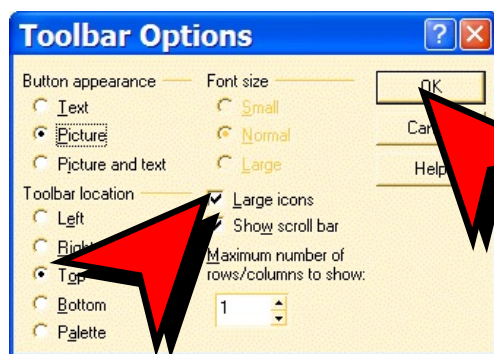 Toolbar Options
Button appearance
Text
Picture
Picture and text
Toolbar location
Left
Top
Bottom
Palette
Font size
Small
Normal
Large
Large icons
Show scroll bar
Maximum number of
rows/columns to show:
1
OK
Help